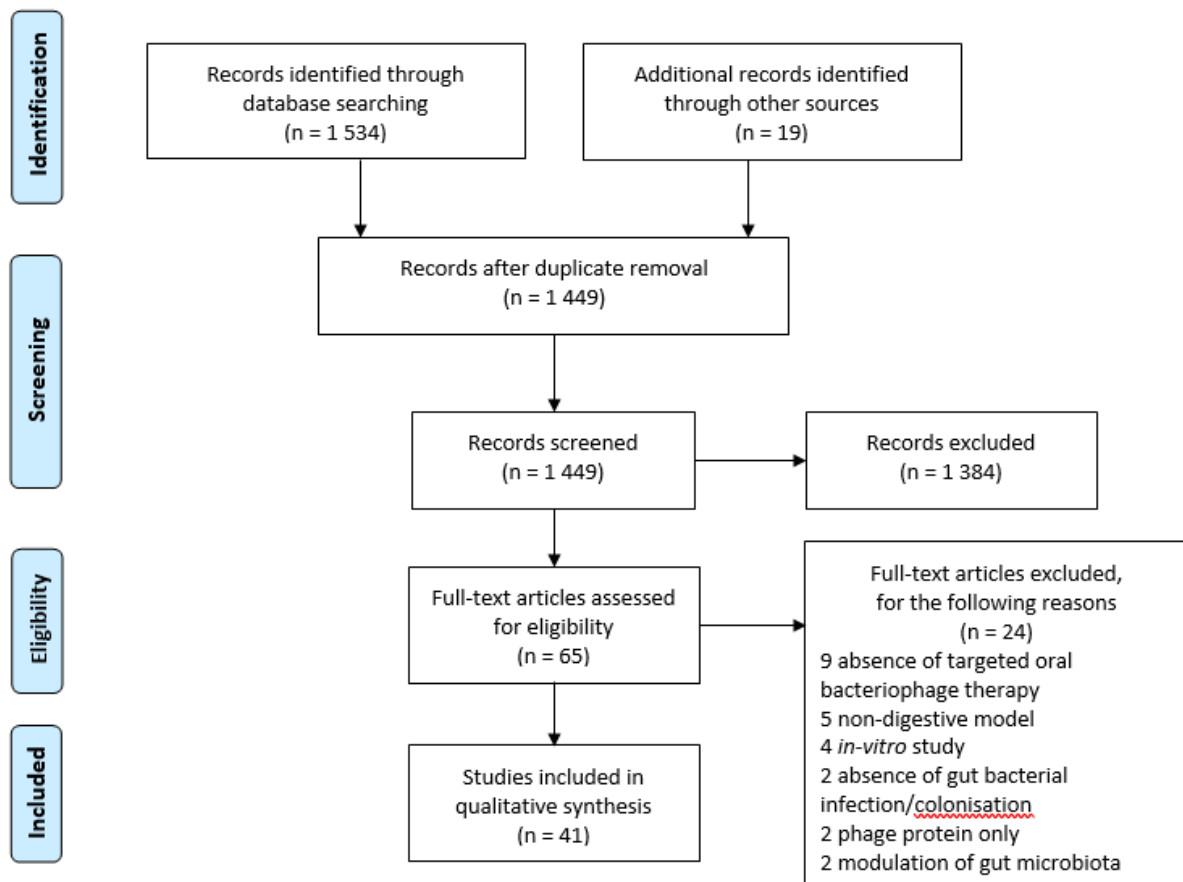 Identification
Records identified through
database searching
(n = 1 534)
Additional records identified
through other sources
(n = 19)
Screening
Records after duplicate removal
(n = 1 449)
Records screened
(n = 1 449)
Records excluded
(n = 1 384)
Eligibility
Full-text articles assessed
for eligibility
(n = 65)
Full-text articles excluded,
for the following reasons
(n = 24)
9 absence of targeted oral
bacteriophage therapy
5 non-digestive model
4 in-vitro study
2 absence of gut bacterial
infection/colonisation
2 phage protein only
2 modulation of gut microbiota
Included
Studies included in
qualitative synthesis
(n = 41)